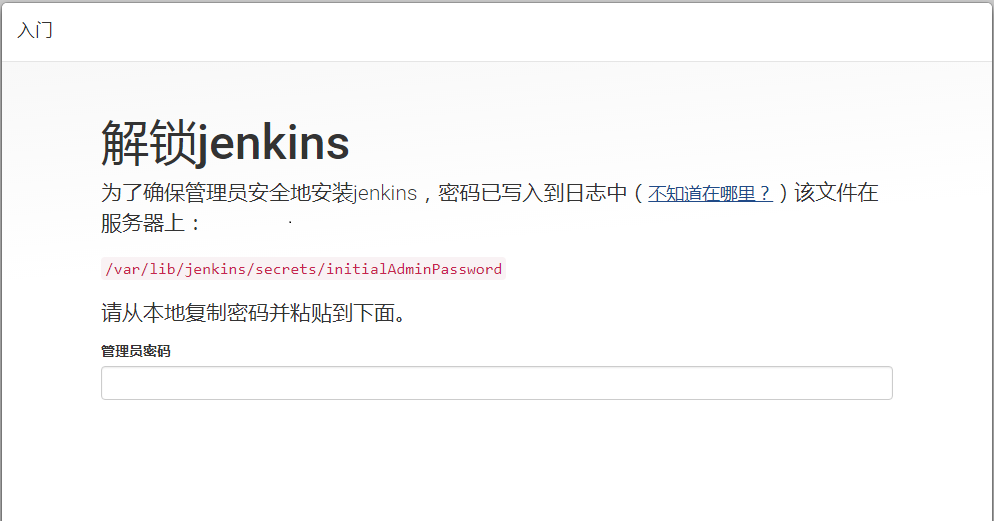 入门
解锁jenkins
为了确保管理员安全地安装jenkins，密码已写入到日志中（不知道在哪里？）该文件在
服务器上：
/var/lib/jenkins/secrets/initialAdminPassword
请从本地复制密码并粘贴到下面。
管理员密码